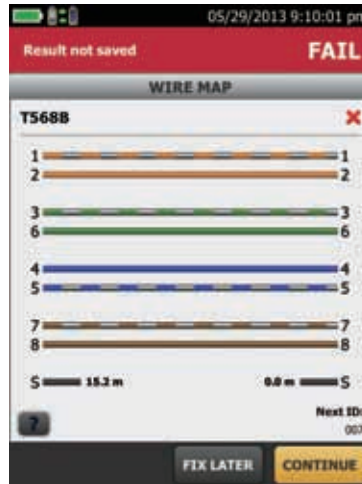 05/29/2013 9:10:01 pm
Result not saved FAIL
WIRE MAP
T568B
1 1
2 2
3 3
6 6
4 4
5 5
7 7
8 8
S 15.2 m 0.0 m S
? Next ID:
007
FIX LATER CONTINUE